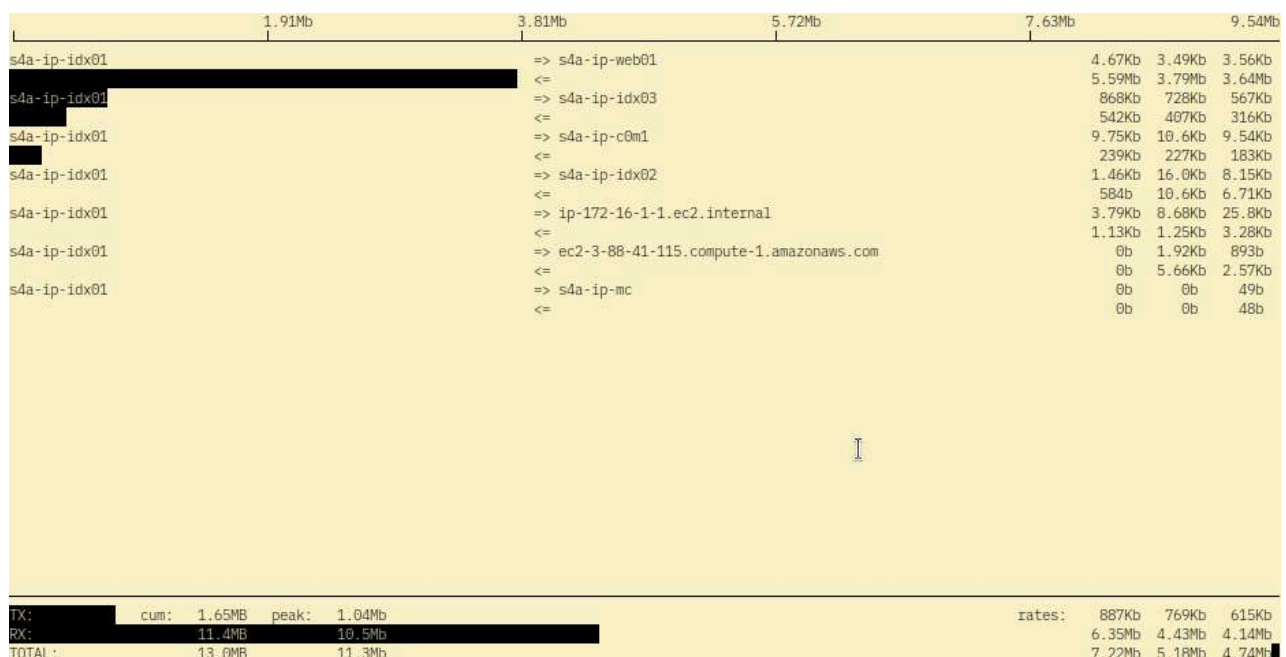 1.91Mb 3.81Mb 5.72Mb 7.63Mb 9.54Mb
s4a-ip-idx01 => s4a-ip-web01 4.67Kb 3.49Kb 3.56Kb
<= 5.59Mb 3.79Mb 3.64Mb
s4a-ip-idx01 => s4a-ip-idx03 868Kb 728Kb 567Kb
<= 542Kb 407Kb 316Kb
s4a-ip-idx01 => s4a-ip-c0m1 9.75Kb 10.6Kb 9.54Kb
<= 239Kb 227Kb 183Kb
s4a-ip-idx01 => s4a-ip-idx02 1.46Kb 16.0Kb 8.15Kb
<= 584b 10.6Kb 6.71Kb
s4a-ip-idx01 => ip-172-16-1-1.ec2.internal 3.79Kb 8.68Kb 25.8Kb
<= 1.13Kb 1.25Kb 3.28Kb
s4a-ip-idx01 => ec2-3-88-41-115.compute-1.amazonaws.com 0b 1.92Kb 893b
<= 0b 5.66Kb 2.57Kb
s4a-ip-idx01 => s4a-ip-mc 0b 0b 49b
<= 0b 0b 48b
TX: cum: 1.65MB peak: 1.04Mb rates: 887Kb 769Kb 615Kb
RX: 11.4MB 10.5Mb 6.35Mb 4.43Mb 4.14Mb
TOTAL: 13.0MB 11.3Mb 7.22Mb 5.18Mb 4.74Mb